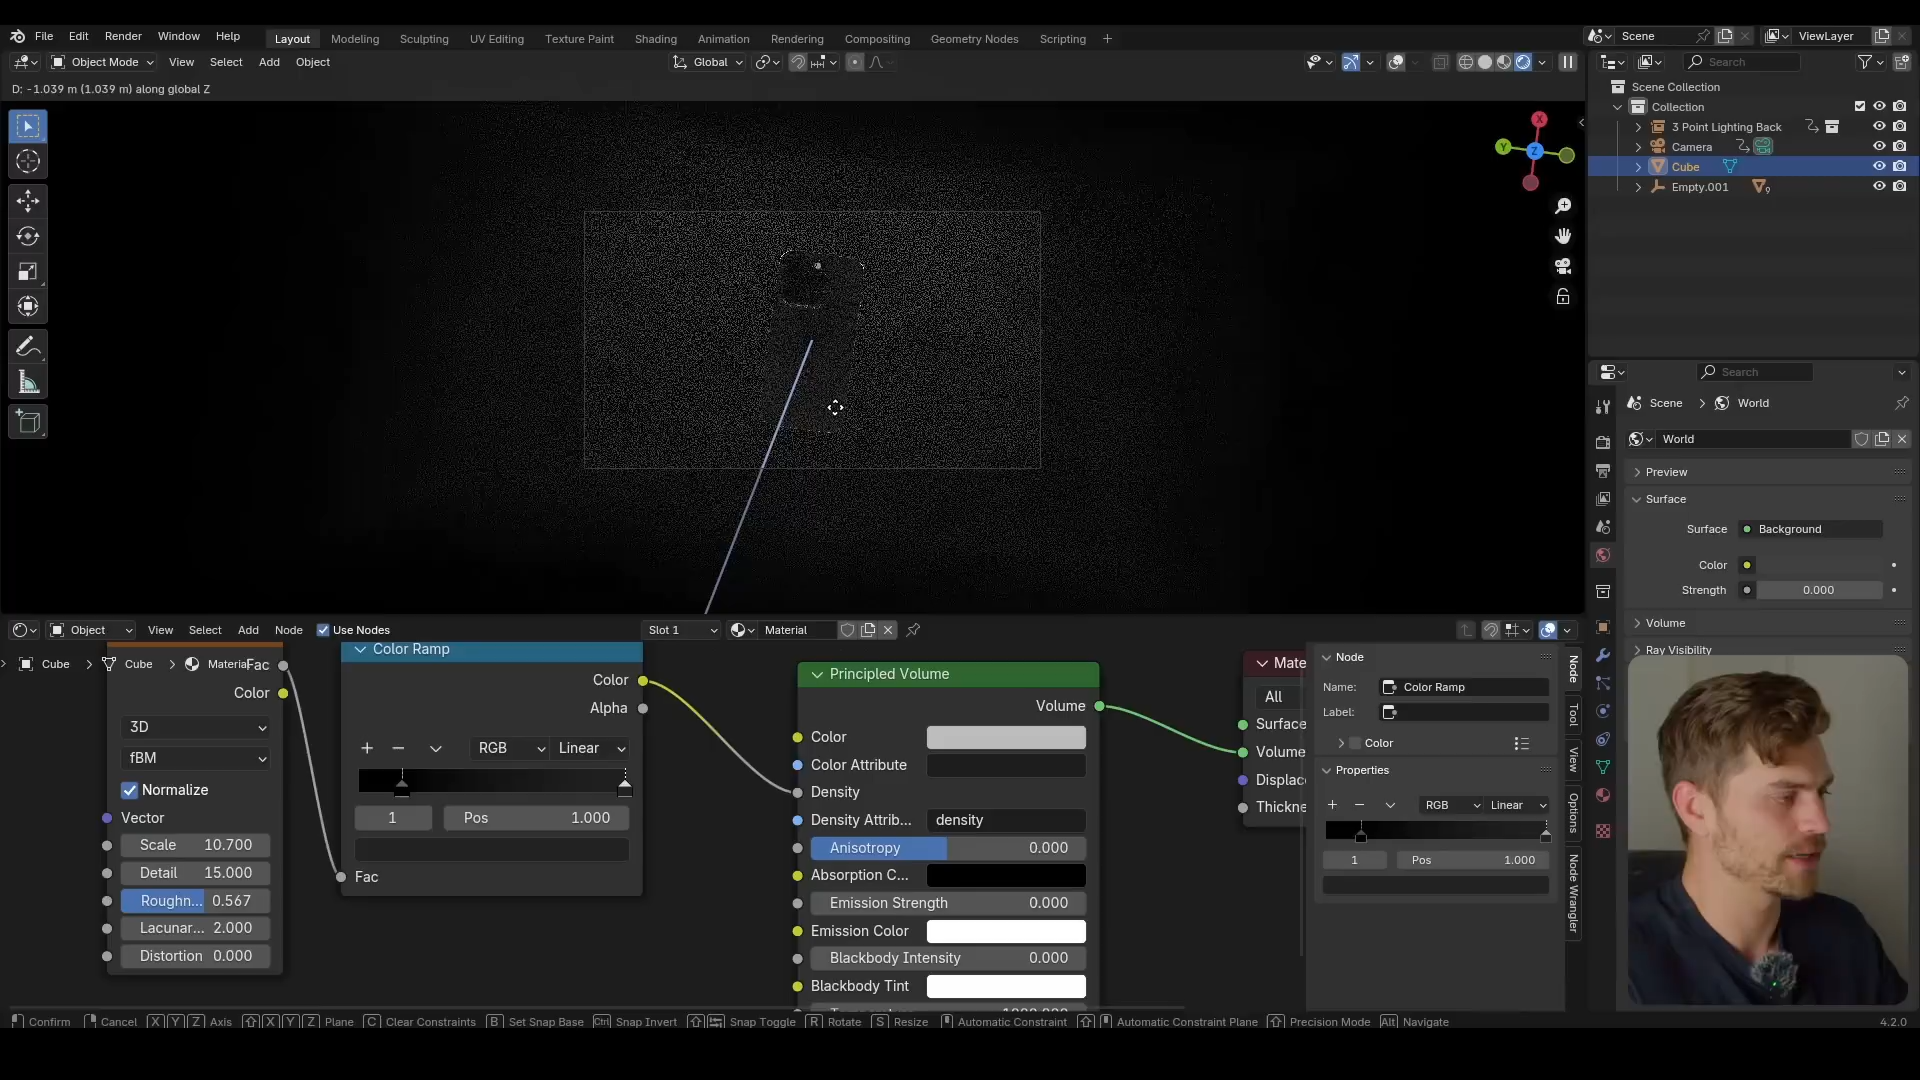 File Edit Render Window Help Layout Modeling Sculpting UV Editing Texture Paint Shading Animation Rendering Compositing Geometry Nodes Scripting + Scene ViewLayer
Object Mode View Select Add Object Global Search
D: -1.039 m (1.039 m) along global Z
Scene Collection
Collection
3 Point Lighting Back
Camera
Cube
Empty.001
9
X
Y
Z
Search
Scene > World
World
Preview
Surface
Surface Background
Color
Strength 0.000
Volume
Ray Visibility
Object View Select Add Node Use Nodes Slot 1 Material
Cube > Cube > Materia
Fac
Color
3D
fBM
Normalize
Vector
Scale 10.700
Detail 15.000
Roughn... 0.567
Lacunar... 2.000
Distortion 0.000
Color Ramp
Color
Alpha
RGB Linear
1 Pos 1.000
Fac
Principled Volume
Volume
Color
Color Attribute
Density
Density Attrib... density
Anisotropy 0.000
Absorption C...
Emission Strength 0.000
Emission Color
Blackbody Intensity 0.000
Blackbody Tint
Mate
All
Surface
Volume
Displac
Thickne
Node
Name: Color Ramp
Label:
Color
Properties
RGB Linear
1 Pos 1.000
Node
Tool
View
Options
Node Wrangler
Confirm Cancel X Y Z Axis X Y Z Plane C Clear Constraints B Set Snap Base Ctrl Snap Invert Snap Toggle R Rotate S Resize Automatic Constraint Automatic Constraint Plane Precision Mode Alt Navigate 4.2.0